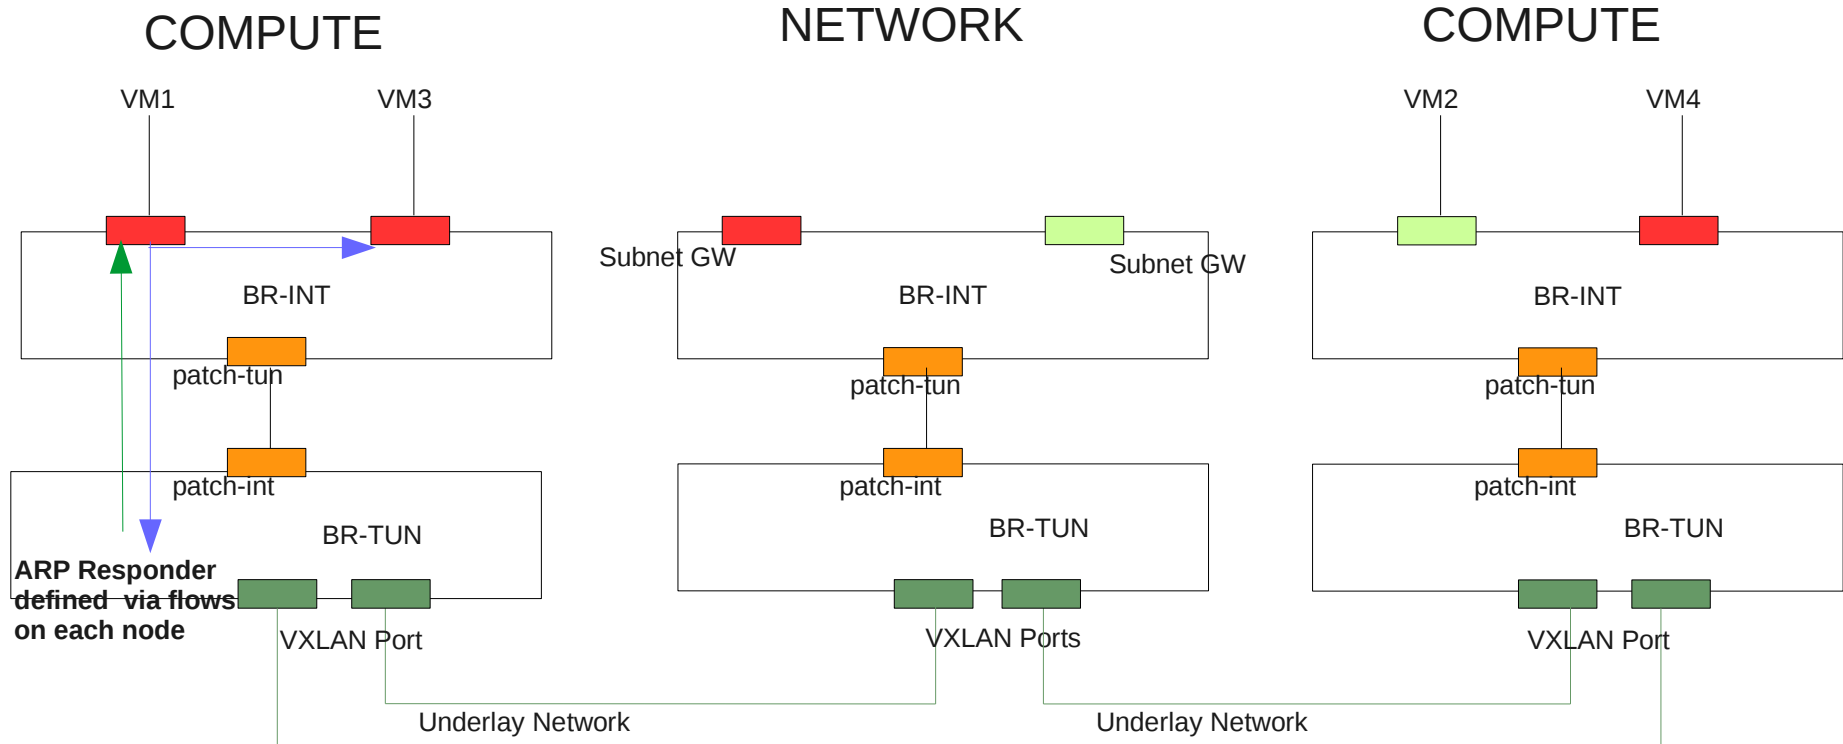 COMPUTE
NETWORK
COMPUTE
VM1
VM3
VM2
VM4
Subnet GW
Subnet GW
BR-INT
BR-INT
BR-INT
patch-tun
patch-tun
patch-tun
patch-int
patch-int
patch-int
BR-TUN
BR-TUN
BR-TUN
ARP Responder
defined via flows
on each node
VXLAN Port
VXLAN Ports
VXLAN Port
Underlay Network
Underlay Network